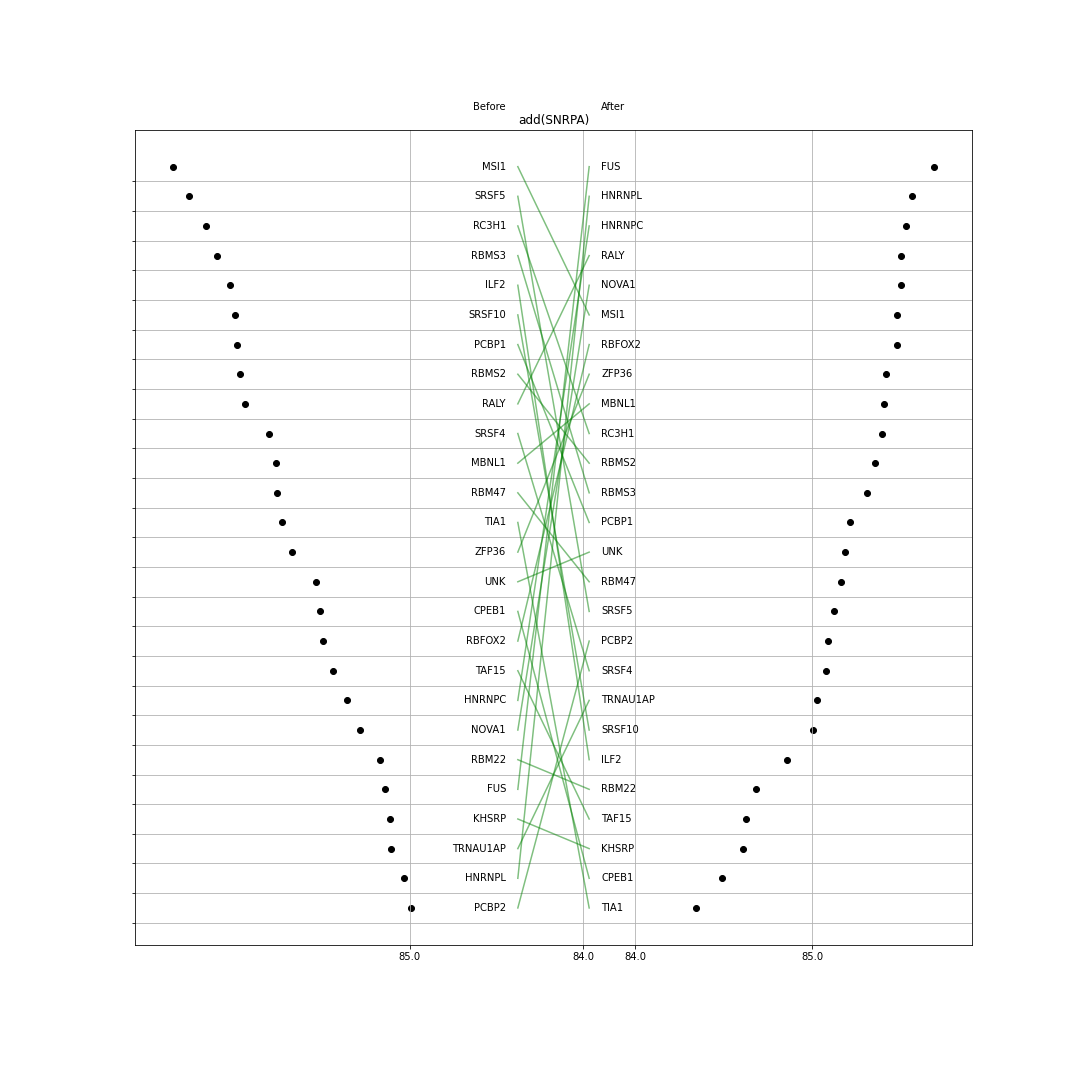 Before After
add(SNRPA)
MSI1 FUS
SRSF5 HNRNPL
RC3H1 HNRNPC
RBMS3 RALY
ILF2 NOVA1
SRSF10 MSI1
PCBP1 RBFOX2
RBMS2 ZFP36
RALY MBNL1
SRSF4 RC3H1
MBNL1 RBMS2
RBM47 RBMS3
TIA1 PCBP1
ZFP36 UNK
UNK RBM47
CPEB1 SRSF5
RBFOX2 PCBP2
TAF15 SRSF4
HNRNPC TRNAU1AP
NOVA1 SRSF10
RBM22 ILF2
FUS RBM22
KHSRP TAF15
TRNAU1AP KHSRP
HNRNPL CPEB1
PCBP2 TIA1
85.0 84.0 84.0 85.0